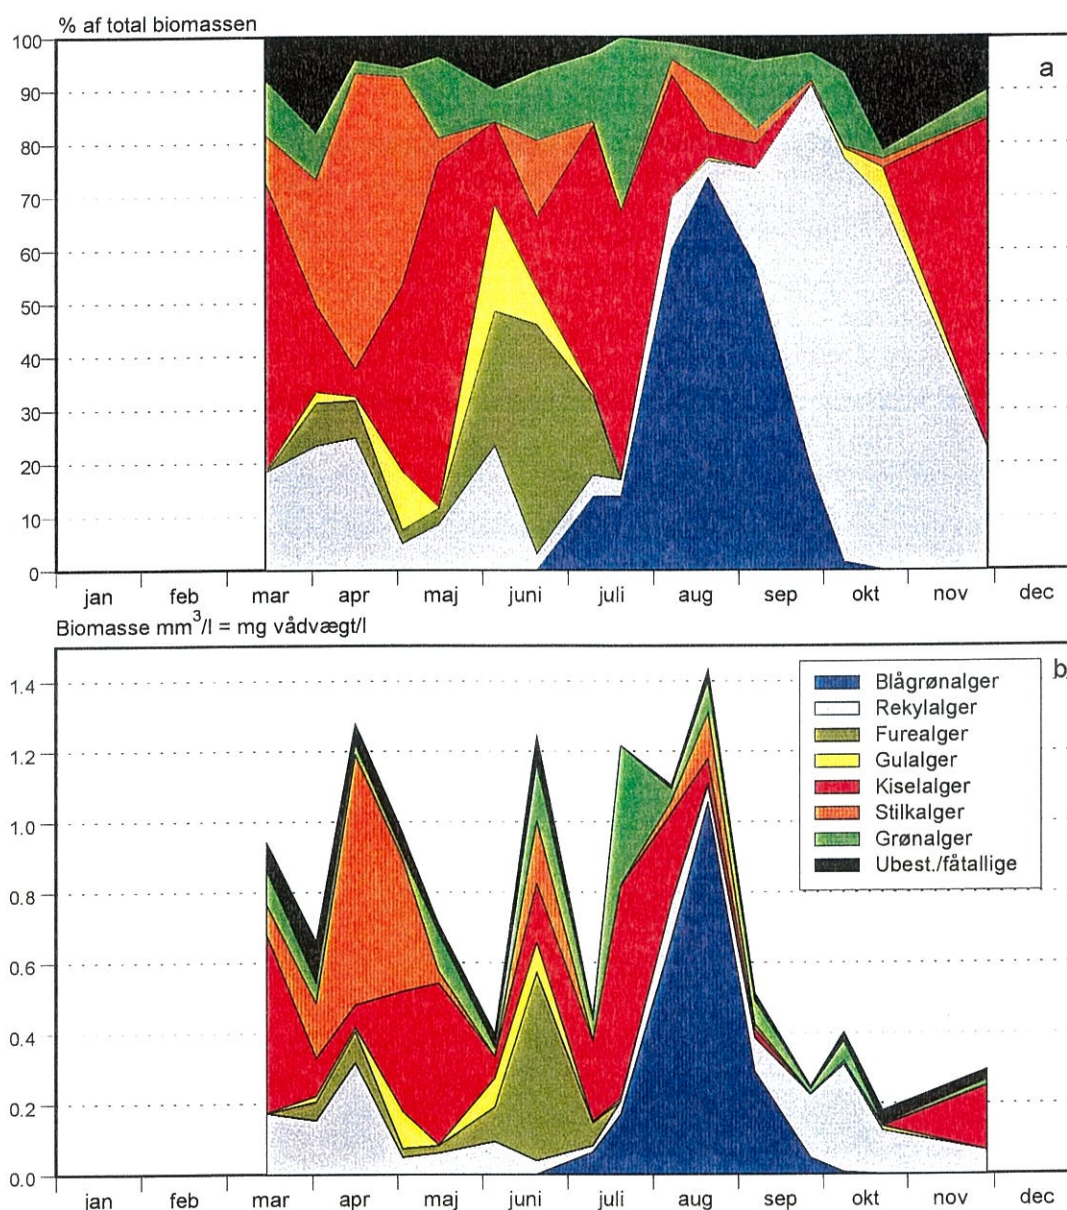 % af total biomassen
a
100
90
80
70
60
50
40
30
20
10
0
jan feb mar apr maj juni juli aug sep okt nov dec
Biomasse mm³/l = mg vådvægt/l
b
1.4
1.2
1.0
0.8
0.6
0.4
0.2
0.0
Blågrønalger
Rekylalger
Furealger
Gulalger
Kiselalger
Stilkalger
Grønalger
Ubest./fåtallige
jan feb mar apr maj juni juli aug sep okt nov dec